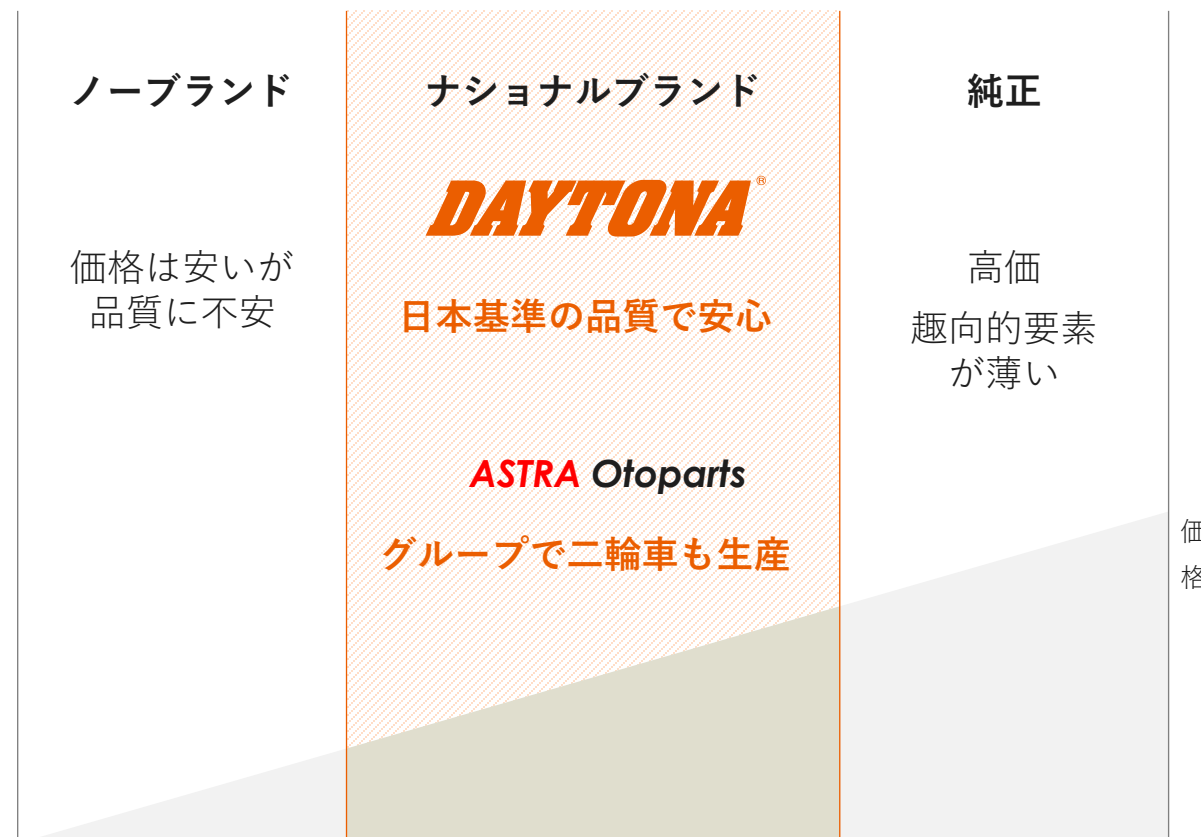 ノーブランド
価格は安いが
品質に不安
ナショナルブランド
DAYTONA®
日本基準の品質で安心
ASTRA Otoparts
グループで二輪車も生産
純正
高価
趣向的要素
が薄い
価
格